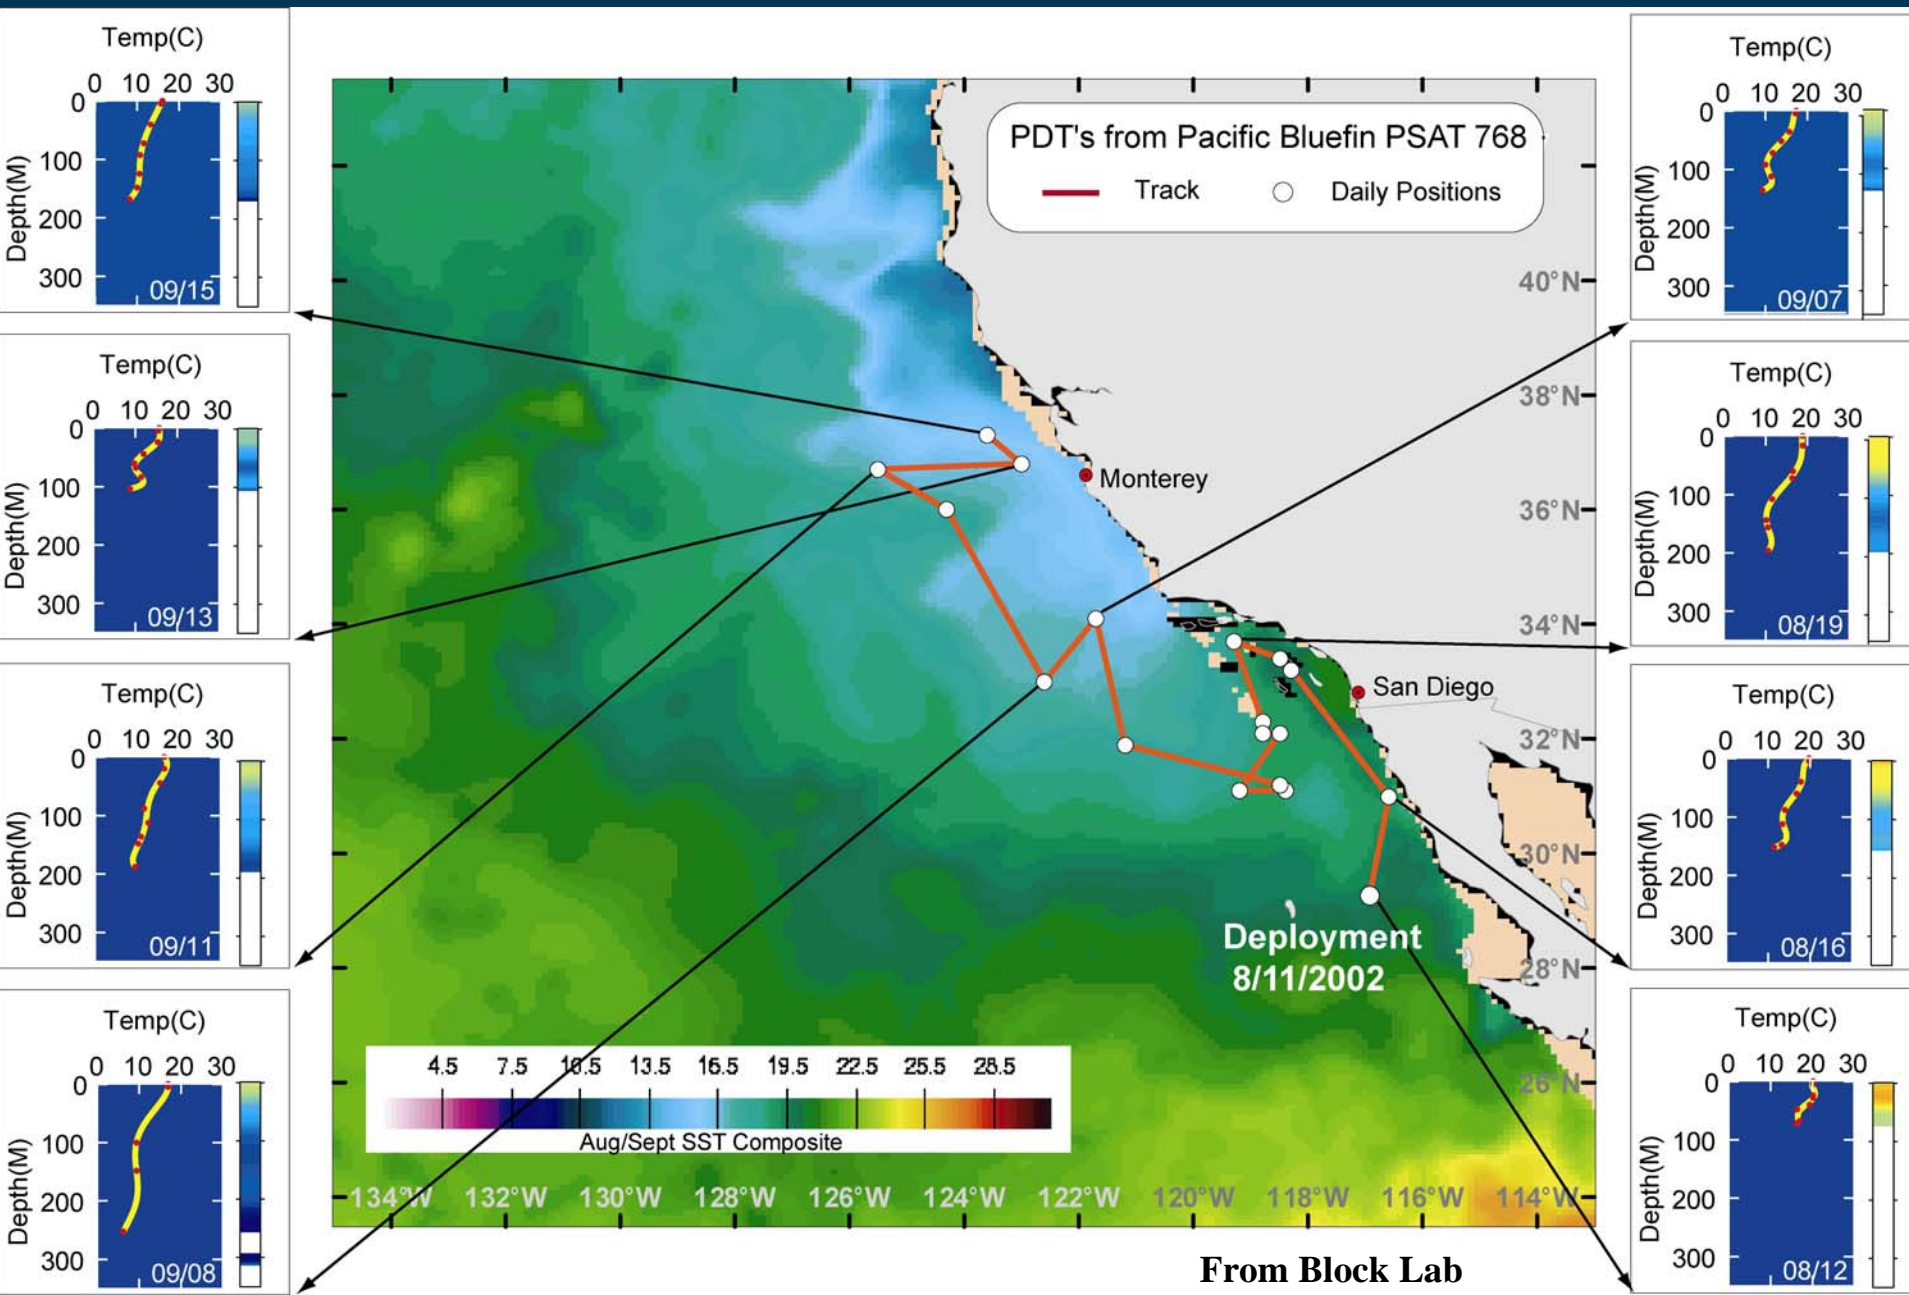 Temp(C)
0 10 20 30
0
100
200
300
Depth(M)
09/15
Temp(C)
0 10 20 30
0
100
200
300
Depth(M)
09/13
Temp(C)
0 10 20 30
0
100
200
300
Depth(M)
09/11
Temp(C)
0 10 20 30
0
100
200
300
Depth(M)
09/08
PDT's from Pacific Bluefin PSAT 768
Track Daily Positions
40°N
38°N
Monterey
36°N
34°N
San Diego
32°N
30°N
Deployment
8/11/2002
28°N
26°N
4.5 7.5 10.5 13.5 16.5 19.5 22.5 25.5 28.5
Aug/Sept SST Composite
134°W 132°W 130°W 128°W 126°W 124°W 122°W 120°W 118°W 116°W 114°W
From Block Lab
Temp(C)
0 10 20 30
0
100
200
300
Depth(M)
09/07
Temp(C)
0 10 20 30
0
100
200
300
Depth(M)
08/19
Temp(C)
0 10 20 30
0
100
200
300
Depth(M)
08/16
Temp(C)
0 10 20 30
0
100
200
300
Depth(M)
08/12